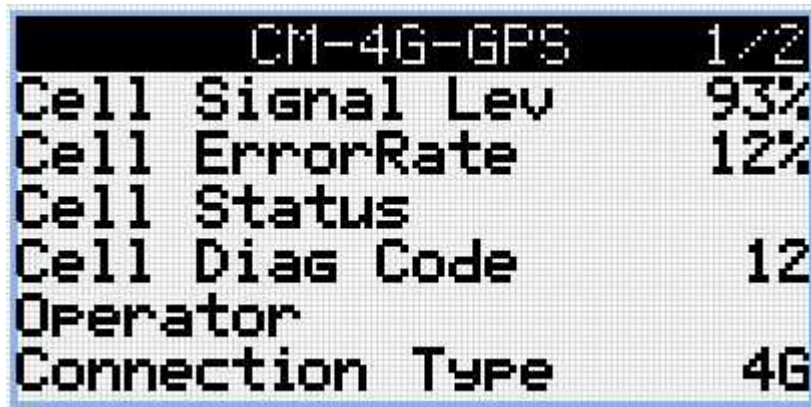 CM-4G-GPS 1/2
Cell Signal Lev 93%
Cell ErrorRate 12%
Cell Status
Cell Diag Code 12
Operator
Connection Type 4G